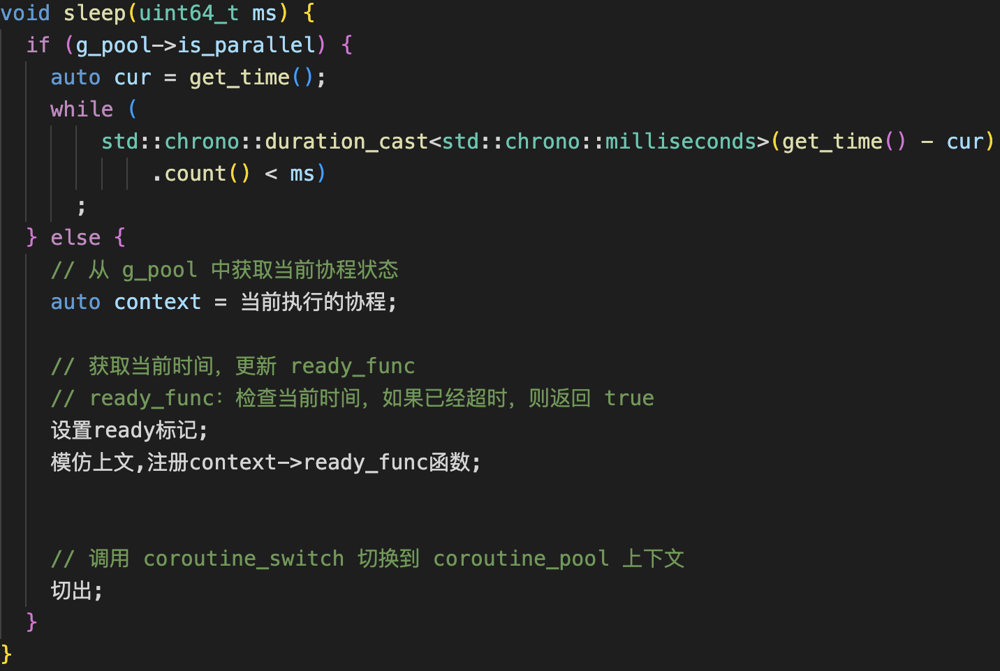 void sleep(uint64_t ms) {
  if (g_pool->is_parallel) {
    auto cur = get_time();
    while (
        std::chrono::duration_cast<std::chrono::milliseconds>(get_time() - cur)
            .count() < ms)
      ;
  } else {
    // 从 g_pool 中获取当前协程状态
    auto context = 当前执行的协程;
    // 获取当前时间，更新 ready_func
    // ready_func：检查当前时间，如果已经超时，则返回 true
    设置ready标记;
    模仿上文,注册context->ready_func函数;
    // 调用 coroutine_switch 切换到 coroutine_pool 上下文
    切出;
  }
}